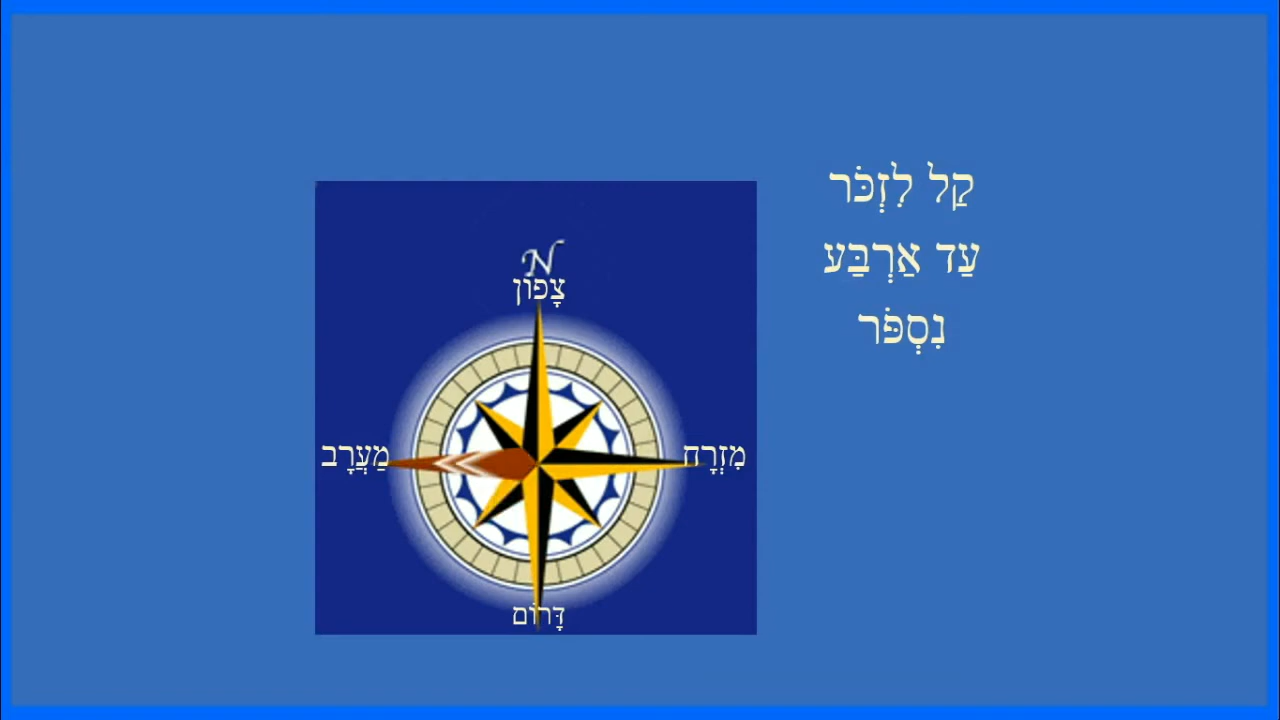 קַל לִזְכֹּר
עַד אַרְבַּע
נִסְפֹּר
N
צָפוֹן
מַעֲרָב
מִזְרָח
דָּרוֹם